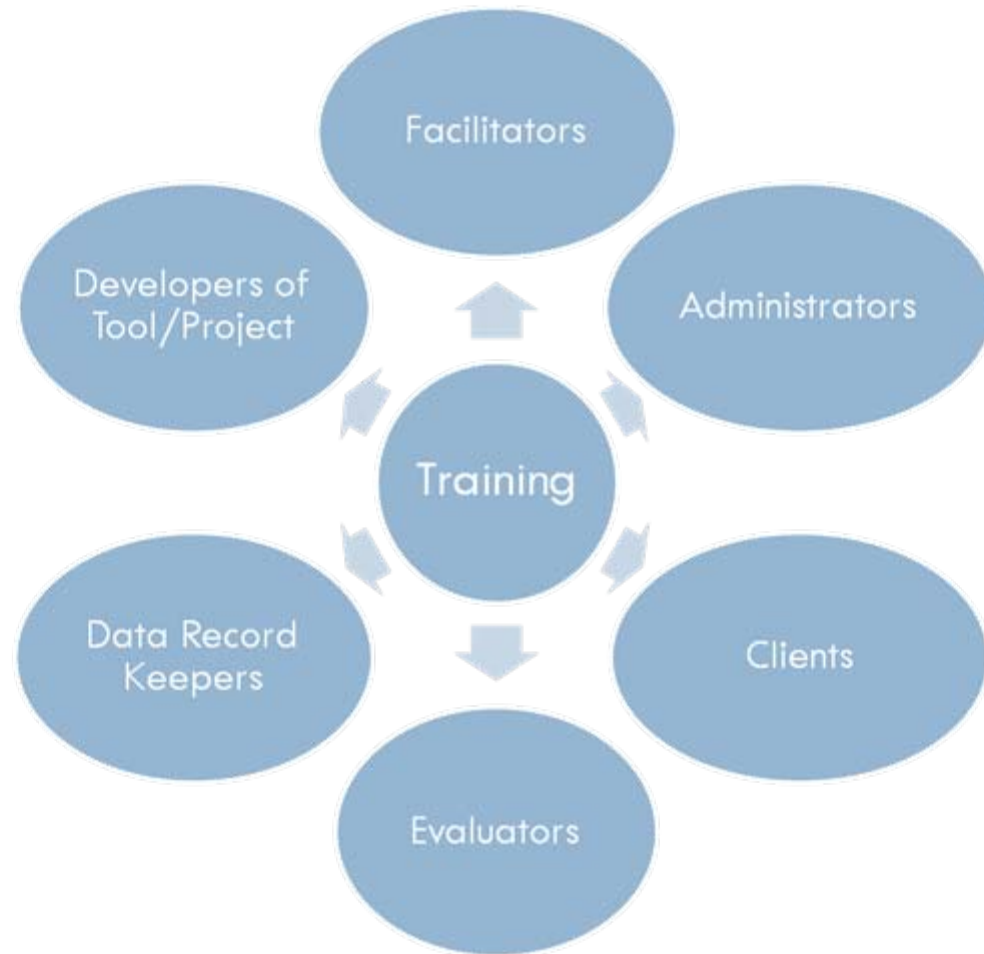 Facilitators
Developers of
Tool/Project
Administrators
Training
Data Record
Keepers
Clients
Evaluators